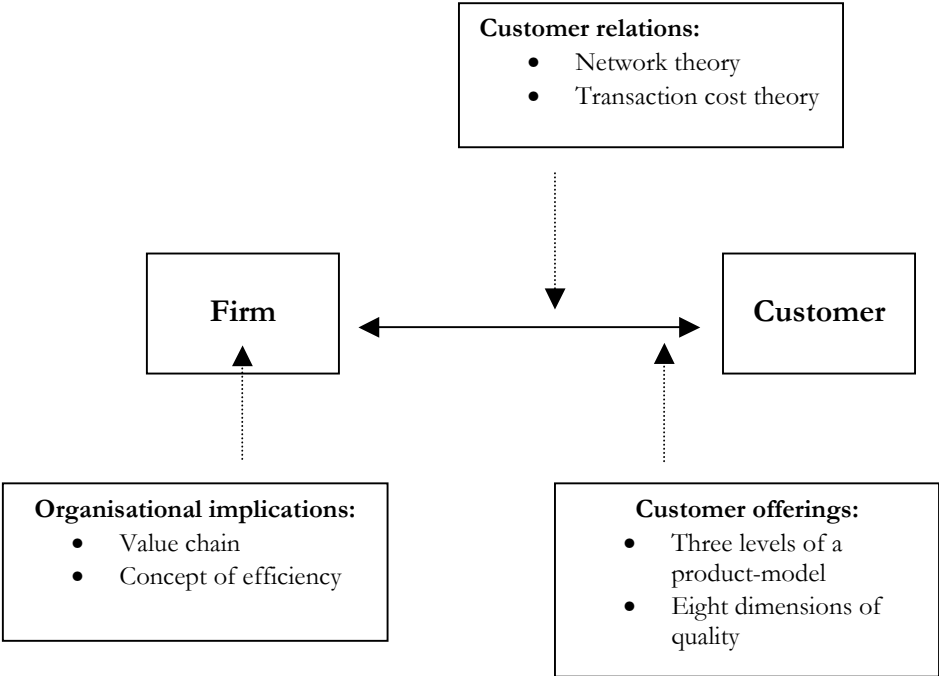 Customer relations:
• Network theory
• Transaction cost theory
Firm
Customer
Organisational implications:
• Value chain
• Concept of efficiency
Customer offerings:
• Three levels of a
product-model
• Eight dimensions of
quality